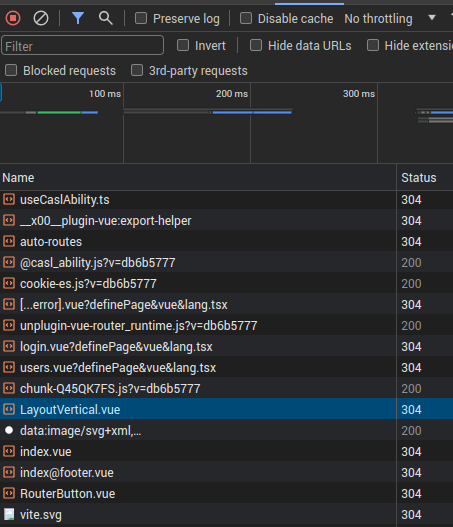 Preserve log Disable cache No throttling
Filter Invert Hide data URLs Hide extensi
Blocked requests 3rd-party requests
100 ms 200 ms 300 ms
Name Status
useCaslAbility.ts 304
__x00__plugin-vue:export-helper 304
auto-routes 304
@casl_ability.js?v=db6b5777 200
cookie-es.js?v=db6b5777 200
[...error].vue?definePage&vue&lang.tsx 304
unplugin-vue-router_runtime.js?v=db6b5777 200
login.vue?definePage&vue&lang.tsx 304
users.vue?definePage&vue&lang.tsx 304
chunk-Q45QK7FS.js?v=db6b5777 200
LayoutVertical.vue 304
data:image/svg+xml,... 200
index.vue 304
index@footer.vue 304
RouterButton.vue 304
vite.svg 304